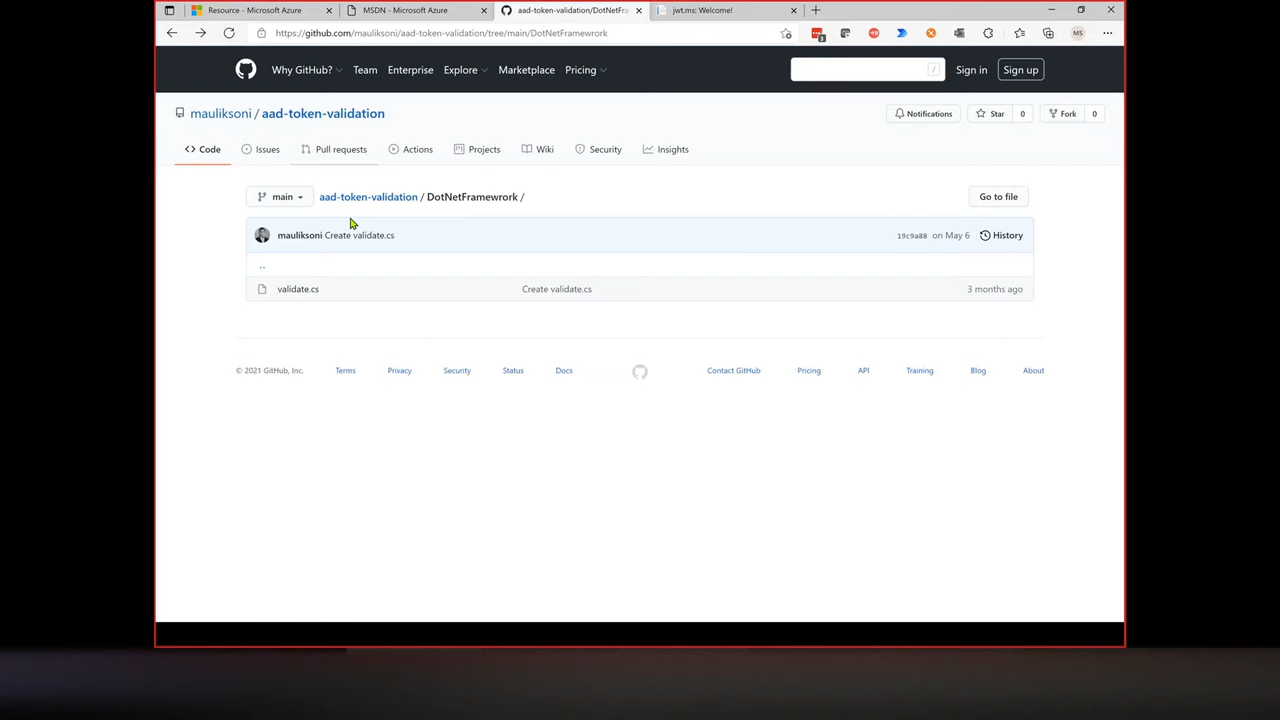 Resource - Microsoft Azure
MSDN - Microsoft Azure
aad-token-validation/DotNetFra
jwt.ms: Welcome!
https://github.com/mauliksoni/aad-token-validation/tree/main/DotNetFramewrork
3
MS
Why GitHub? Team Enterprise Explore Marketplace Pricing
/
Sign in
Sign up
mauliksoni / aad-token-validation
Notifications
Star 0
Fork 0
Code Issues Pull requests Actions Projects Wiki Security Insights
main
aad-token-validation / DotNetFramewrork /
Go to file
mauliksoni Create validate.cs
19c9a88 on May 6
History
..
validate.cs Create validate.cs 3 months ago
© 2021 GitHub, Inc. Terms Privacy Security Status Docs Contact GitHub Pricing API Training Blog About